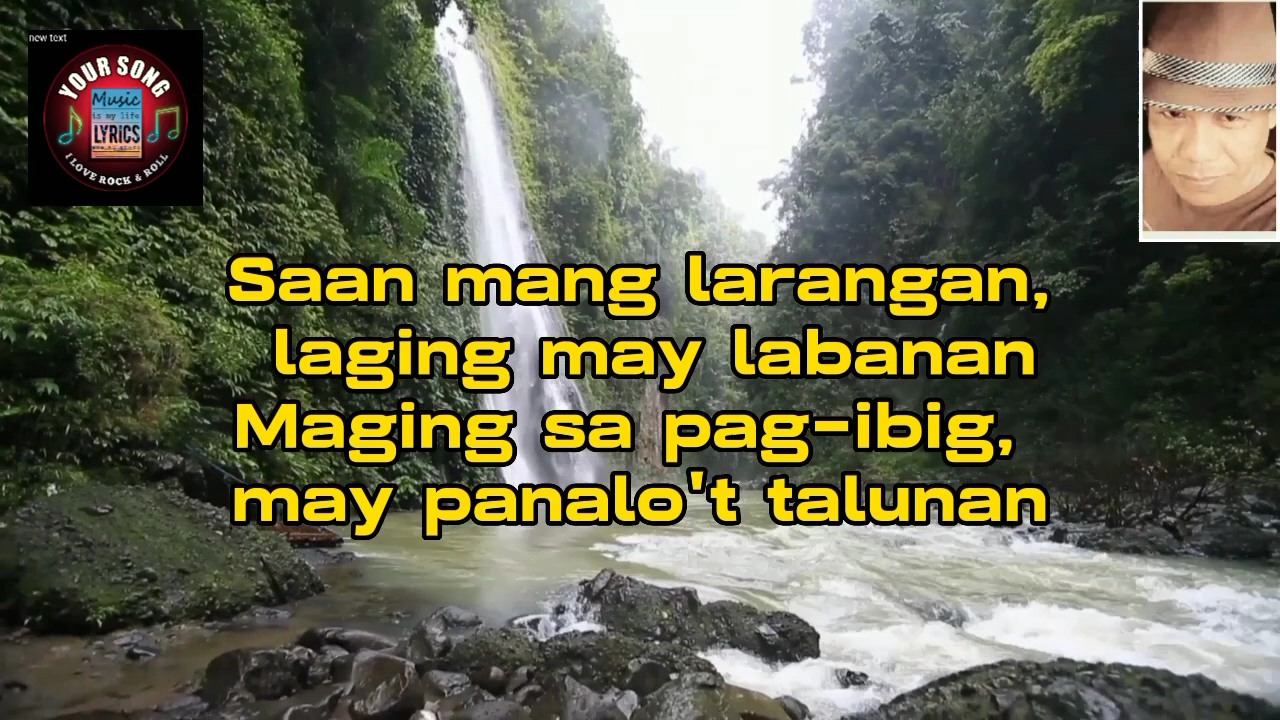 new text
YOUR SONG
Music
is my life
LYRICS
I LOVE ROCK & ROLL
Saan mang larangan,
laging may labanan
Maging sa pag-ibig,
may panalo't talunan